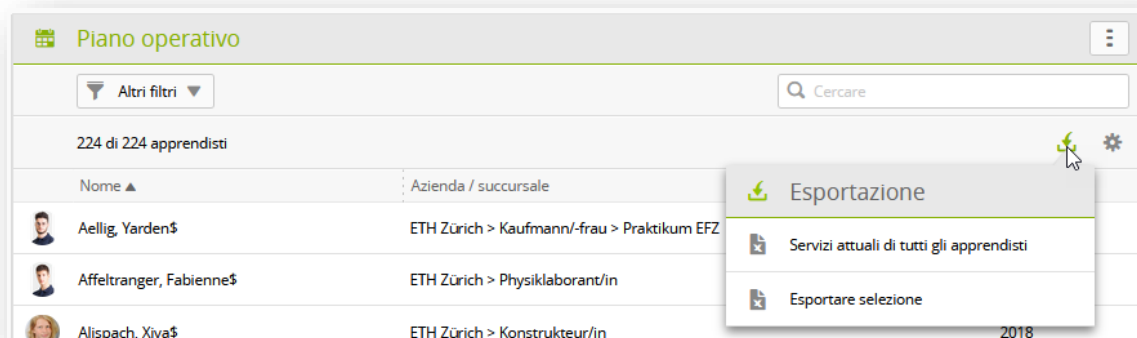 Piano operativo
Altri filtri
Cercare
224 di 224 apprendisti
Nome
Azienda / succursale
Esportazione
Aellig, Yarden$
ETH Zürich > Kaufmann/-frau > Praktikum EFZ
Servizi attuali di tutti gli apprendisti
Affeltranger, Fabienne$
ETH Zürich > Physiklaborant/in
Esportare selezione
Alispach, Xiva$
ETH Zürich > Konstrukteur/in
2018